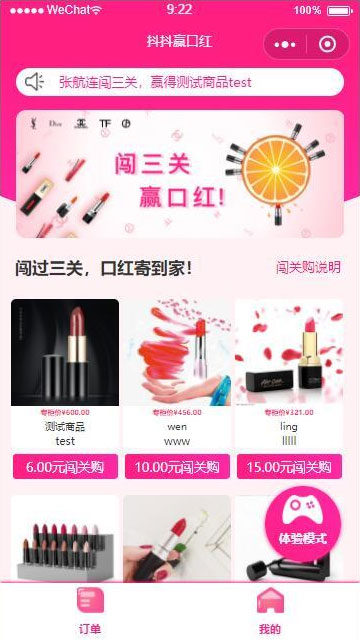 WeChat
9:22
100%
抖抖赢口红
张航连闯三关，赢得测试商品test
Dior
TF
闯三关
赢口红!
闯过三关，口红寄到家！
闯关购说明
专柜价¥600.00
专柜价¥456.00
专柜价¥321.00
测试商品
wen
ling
test
www
lllll
6.00元闯关购
10.00元闯关购
15.00元闯关购
体验模式
订单
我的